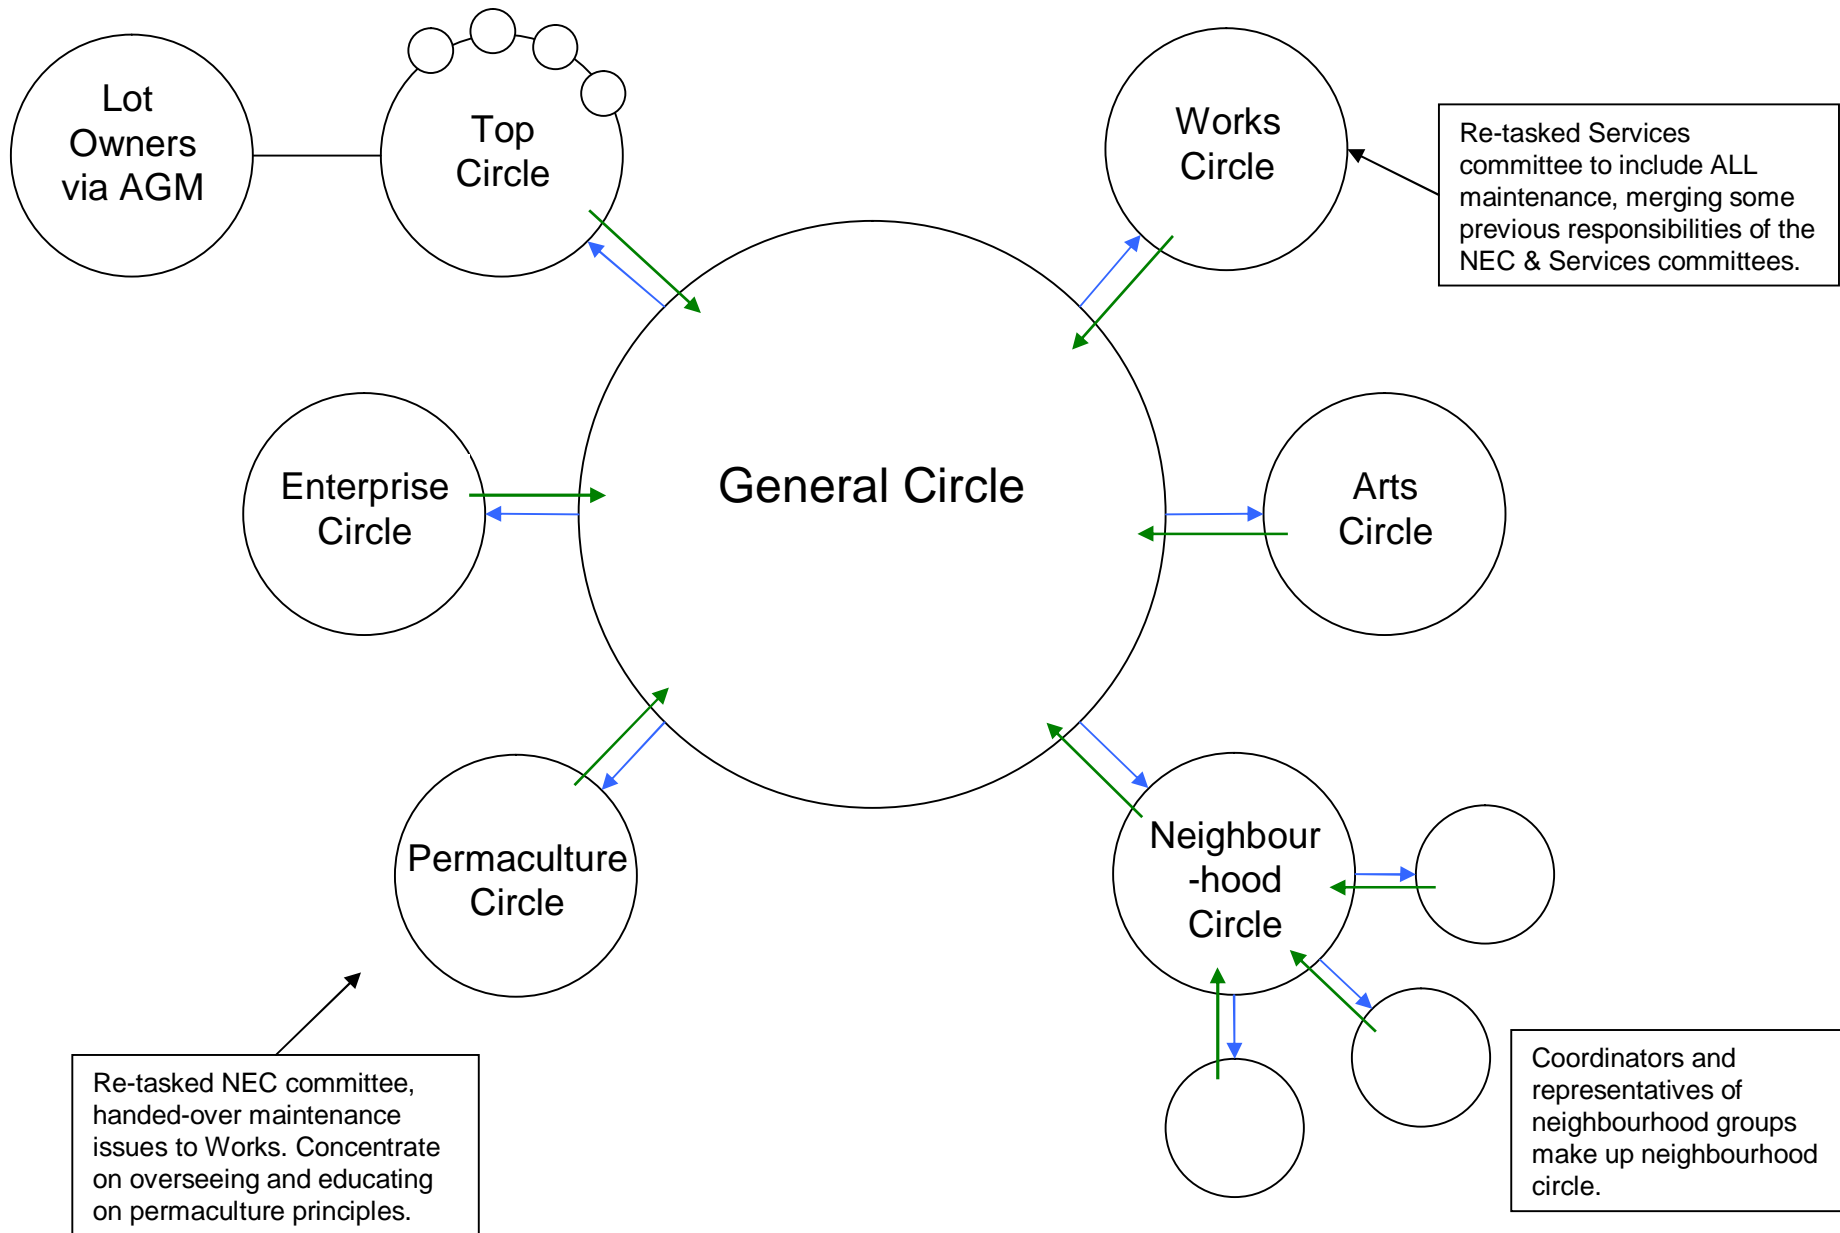 Lot
Owners
via AGM
Top
Circle
Works
Circle
Re-tasked Services
committee to include ALL
maintenance, merging some
previous responsibilities of the
NEC & Services committees.
Enterprise
Circle
General Circle
Arts
Circle
Permaculture
Circle
Neighbour
-hood
Circle
Re-tasked NEC committee,
handed-over maintenance
issues to Works. Concentrate
on overseeing and educating
on permaculture principles.
Coordinators and
representatives of
neighbourhood groups
make up neighbourhood
circle.